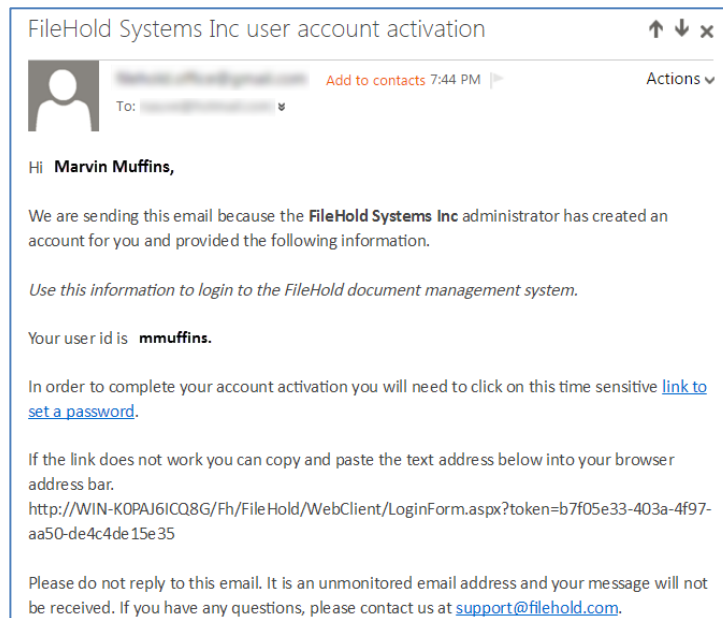 FileHold Systems Inc user account activation
Add to contacts 7:44 PM
Actions
To:
Hi Marvin Muffins,
We are sending this email because the FileHold Systems Inc administrator has created an
account for you and provided the following information.
Use this information to login to the FileHold document management system.
Your user id is mmuffins.
In order to complete your account activation you will need to click on this time sensitive link to
set a password.
If the link does not work you can copy and paste the text address below into your browser
address bar.
http://WIN-K0PAJ6ICQ8G/Fh/FileHold/WebClient/LoginForm.aspx?token=b7f05e33-403a-4f97-
aa50-de4c4de15e35
Please do not reply to this email. It is an unmonitored email address and your message will not
be received. If you have any questions, please contact us at support@filehold.com.